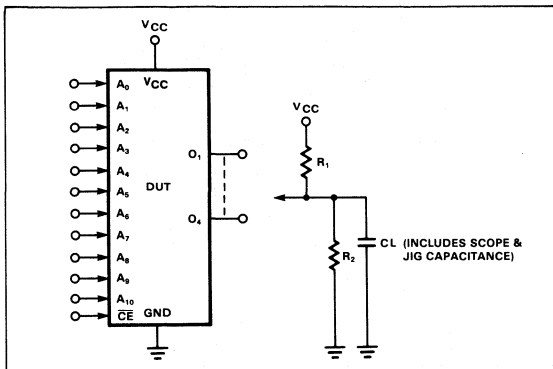 VCC
VCC
A0
A1
A2
A3
A4
A5
A6
A7
A8
A9
A10
CE GND
DUT
O1
O4
VCC
R1
R2
CL (INCLUDES SCOPE &
JIG CAPACITANCE)